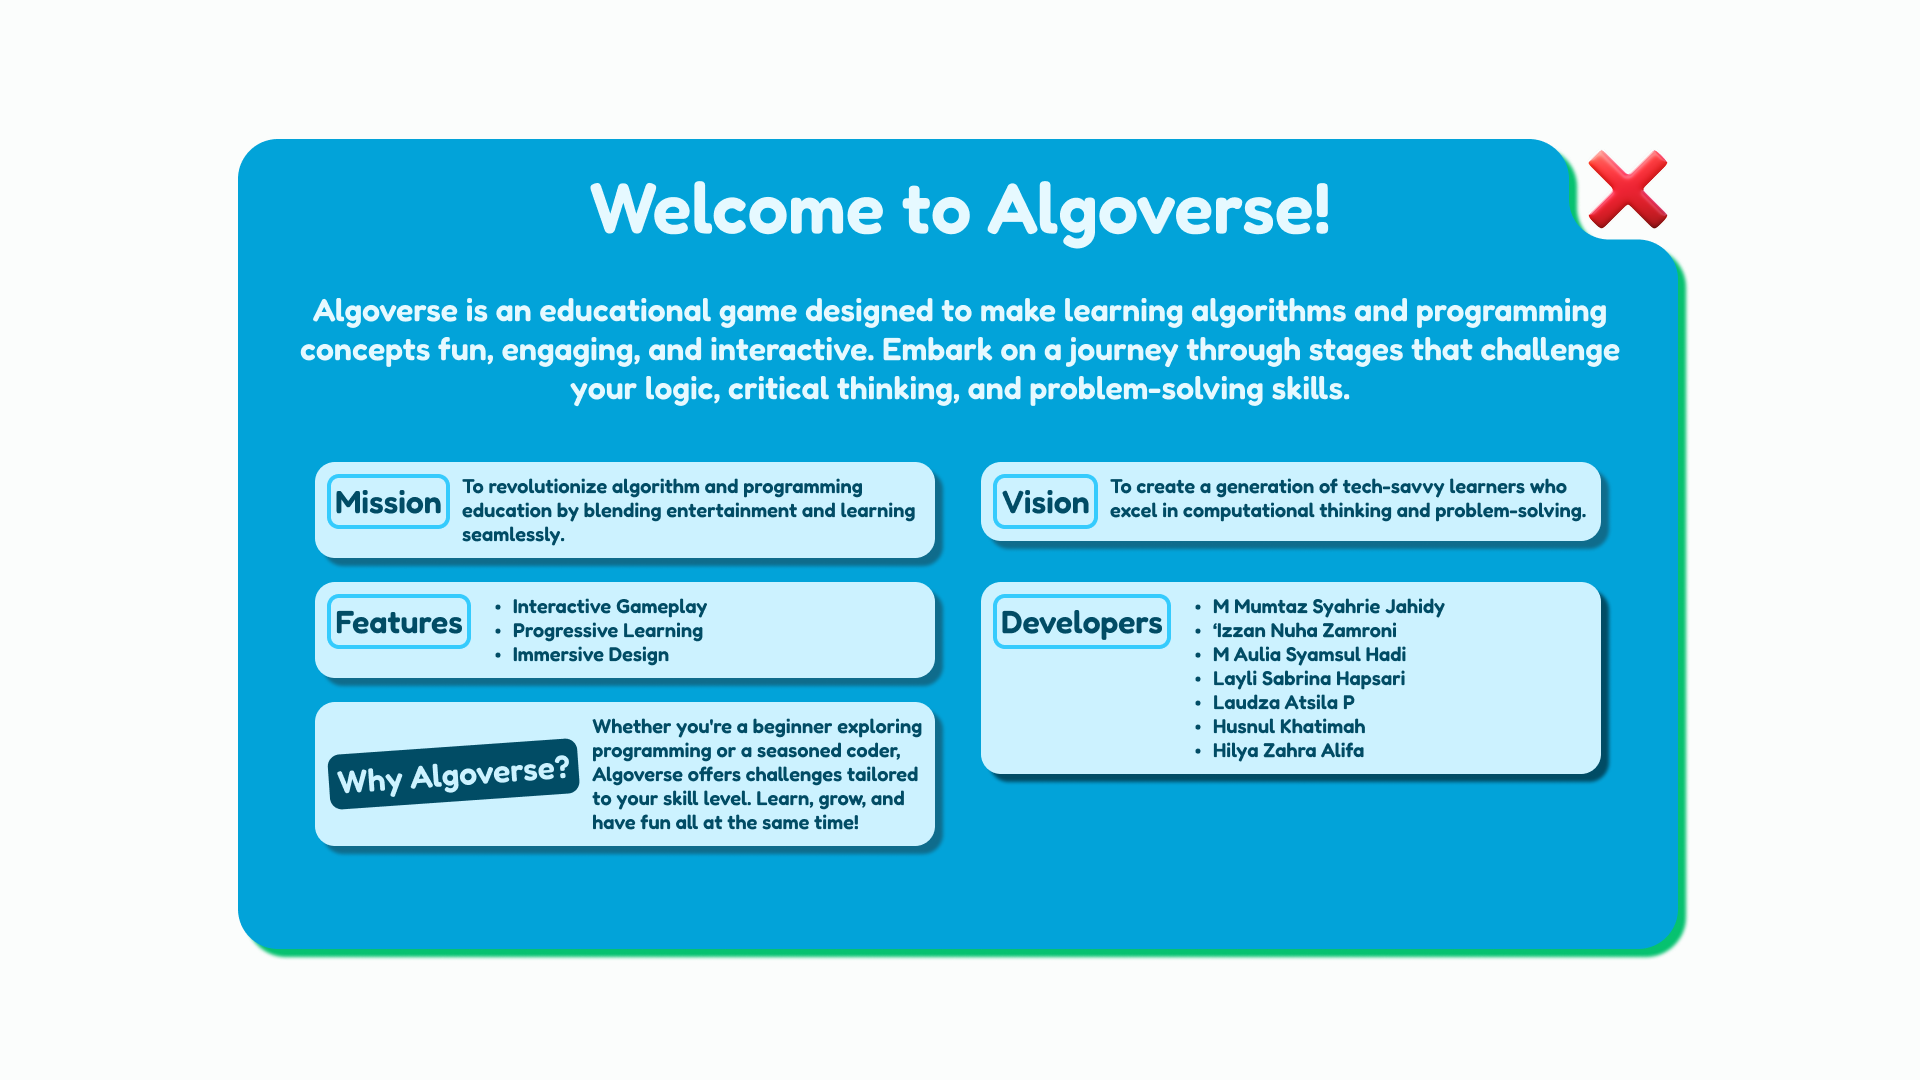 Welcome to Algoverse!
Algoverse is an educational game designed to make learning algorithms and programming
concepts fun, engaging, and interactive. Embark on a journey through stages that challenge
your logic, critical thinking, and problem-solving skills.
Mission
To revolutionize algorithm and programming
education by blending entertainment and learning
seamlessly.
Vision
To create a generation of tech-savvy learners who
excel in computational thinking and problem-solving.
Features
• Interactive Gameplay
• Progressive Learning
• Immersive Design
Developers
• M Mumtaz Syahrie Jahidy
• ‘Izzan Nuha Zamroni
• M Aulia Syamsul Hadi
• Layli Sabrina Hapsari
• Laudza Atsila P
• Husnul Khatimah
• Hilya Zahra Alifa
Why Algoverse?
Whether you're a beginner exploring
programming or a seasoned coder,
Algoverse offers challenges tailored
to your skill level. Learn, grow, and
have fun all at the same time!